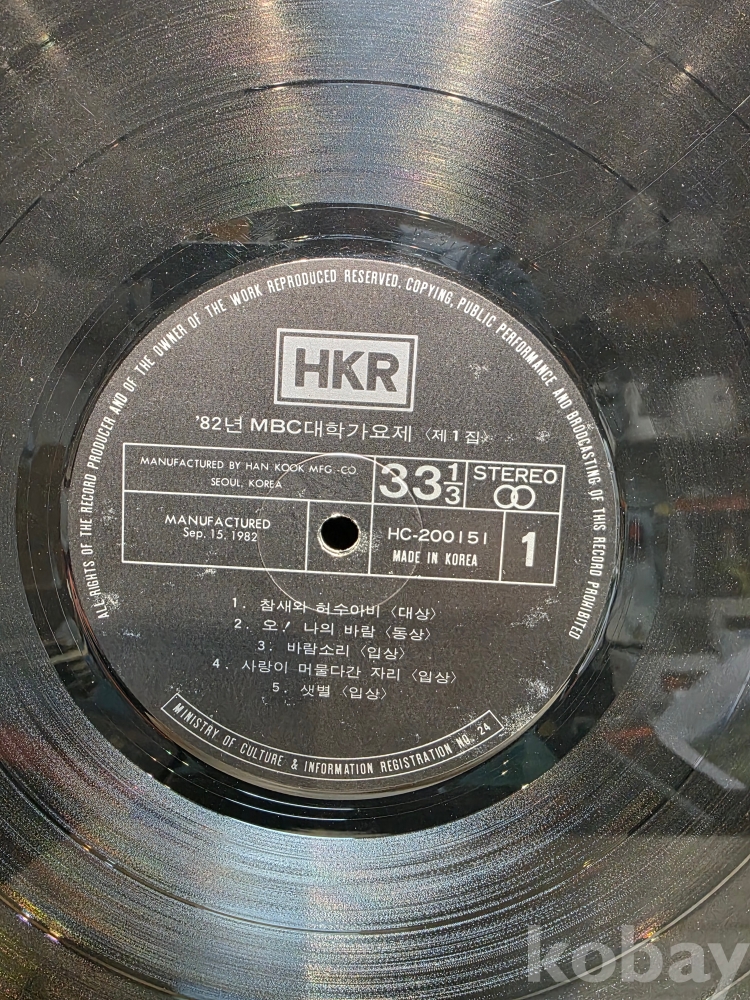 ALL RIGHTS OF THE RECORD PRODUCER AND OF THE OWNER OF THE WORK REPRODUCED RESERVED. COPYING, PUBLIC PERFORMANCE AND BROADCASTING OF THIS RECORD PROHIBITED
HKR
'82년 MBC대학가요제 〈제1집〉
MANUFACTURED BY HAN KOOK MFG.-CO
SEOUL, KOREA
33 1/3
STEREO
MANUFACTURED
Sep. 15. 1982
HC-200151
MADE IN KOREA
1
1. 참새와 허수아비 〈대상〉
2. 오! 나의 바람 〈동상〉
3. 바람소리 〈입상〉
4. 사랑이 머물다간 자리 〈입상〉
5. 샛별 〈입상〉
MINISTRY OF CULTURE & INFORMATION REGISTRATION NO. 24
kobay